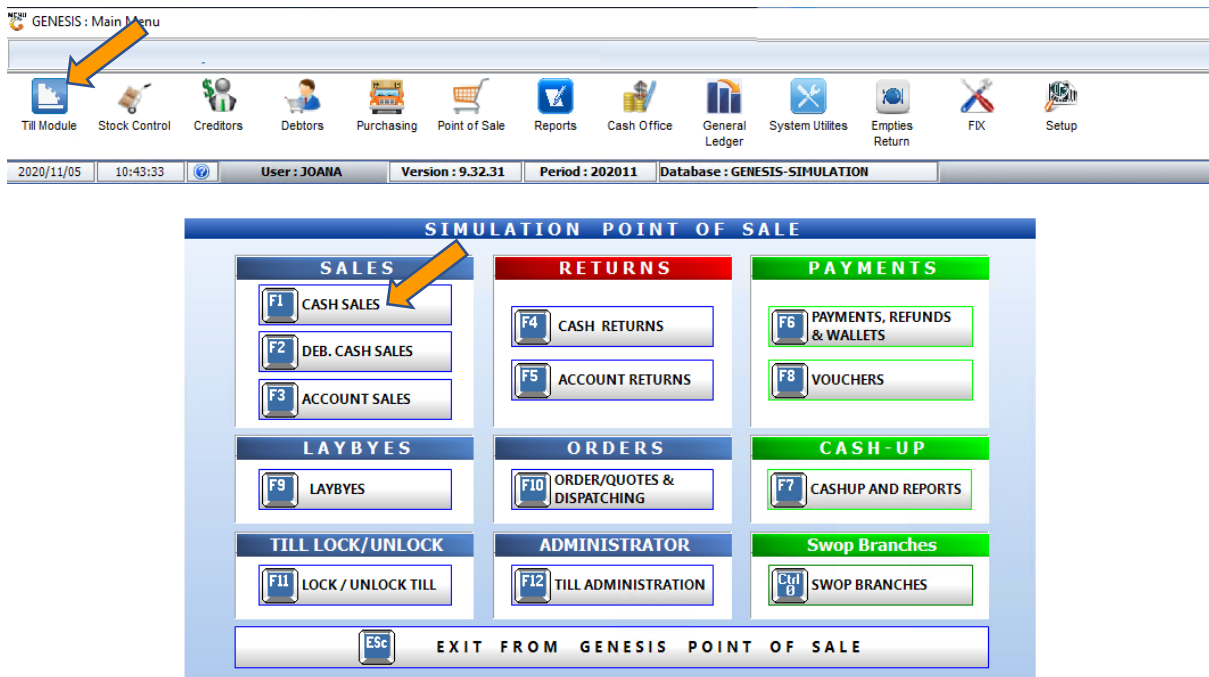 MENU
GENESIS : Main Menu
Till Module Stock Control Creditors Debtors Purchasing Point of Sale Reports Cash Office General Ledger System Utilites Empties Return FIX Setup
2020/11/05 10:43:33 ? User : JOANA Version : 9.32.31 Period : 202011 Database : GENESIS-SIMULATION
SIMULATION POINT OF SALE
SALES RETURNS PAYMENTS
F1 CASH SALES
F2 DEB. CASH SALES
F3 ACCOUNT SALES
F4 CASH RETURNS
F5 ACCOUNT RETURNS
F6 PAYMENTS, REFUNDS
& WALLETS
F8 VOUCHERS
LAYBYES ORDERS CASH-UP
F9 LAYBYES
F10 ORDER/QUOTES &
DISPATCHING
F7 CASHUP AND REPORTS
TILL LOCK/UNLOCK ADMINISTRATOR Swop Branches
F11 LOCK / UNLOCK TILL F12 TILL ADMINISTRATION Ctrl 0 SWOP BRANCHES
ESc EXIT FROM GENESIS POINT OF SALE